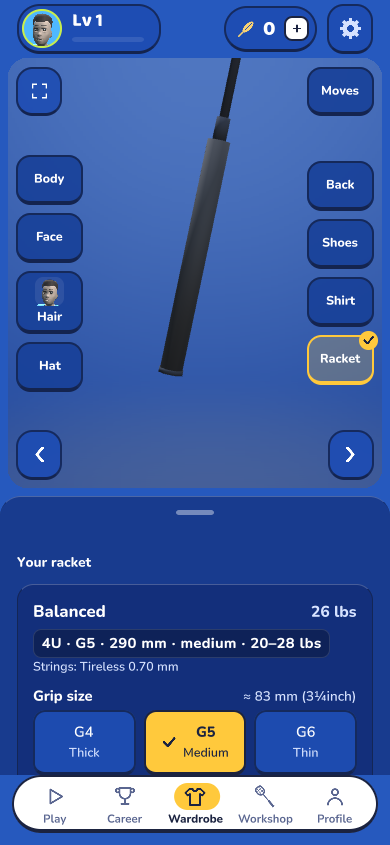 Lv 1
0
+
Moves
Body
Back
Face
Shoes
Hair
Shirt
Hat
Racket
Your racket
Balanced
26 lbs
4U · G5 · 290 mm · medium · 20–28 lbs
Strings: Tireless 0.70 mm
Grip size
≈ 83 mm (3¼inch)
G4
Thick
G5
Medium
G6
Thin
Play
Career
Wardrobe
Workshop
Profile